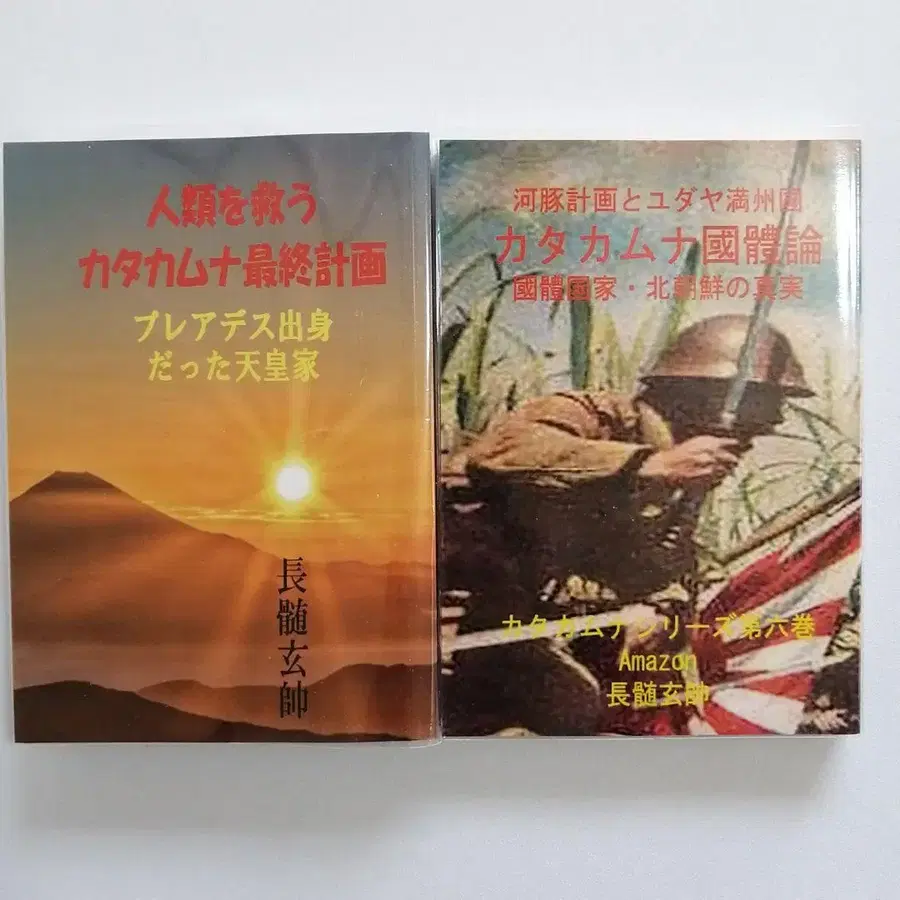 人類を救う
カタカムナ最終計画
プレアデス出身
だった天皇家
長髄玄帥
河豚計画とユダヤ満州國
カタカムナ國體論
國體国家・北朝鮮の真実
カタカムナシリーズ第六巻
Amazon
長髄玄帥